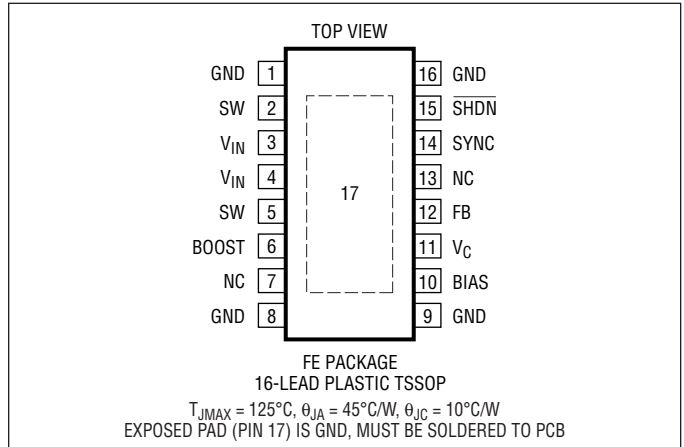 TOP VIEW
GND 1
SW 2
VIN 3
VIN 4
SW 5
BOOST 6
NC 7
GND 8
17
16 GND
15 SHDN
14 SYNC
13 NC
12 FB
11 VC
10 BIAS
9 GND
FE PACKAGE
16-LEAD PLASTIC TSSOP
TJMAX = 125°C, θJA = 45°C/W, θJC = 10°C/W
EXPOSED PAD (PIN 17) IS GND, MUST BE SOLDERED TO PCB